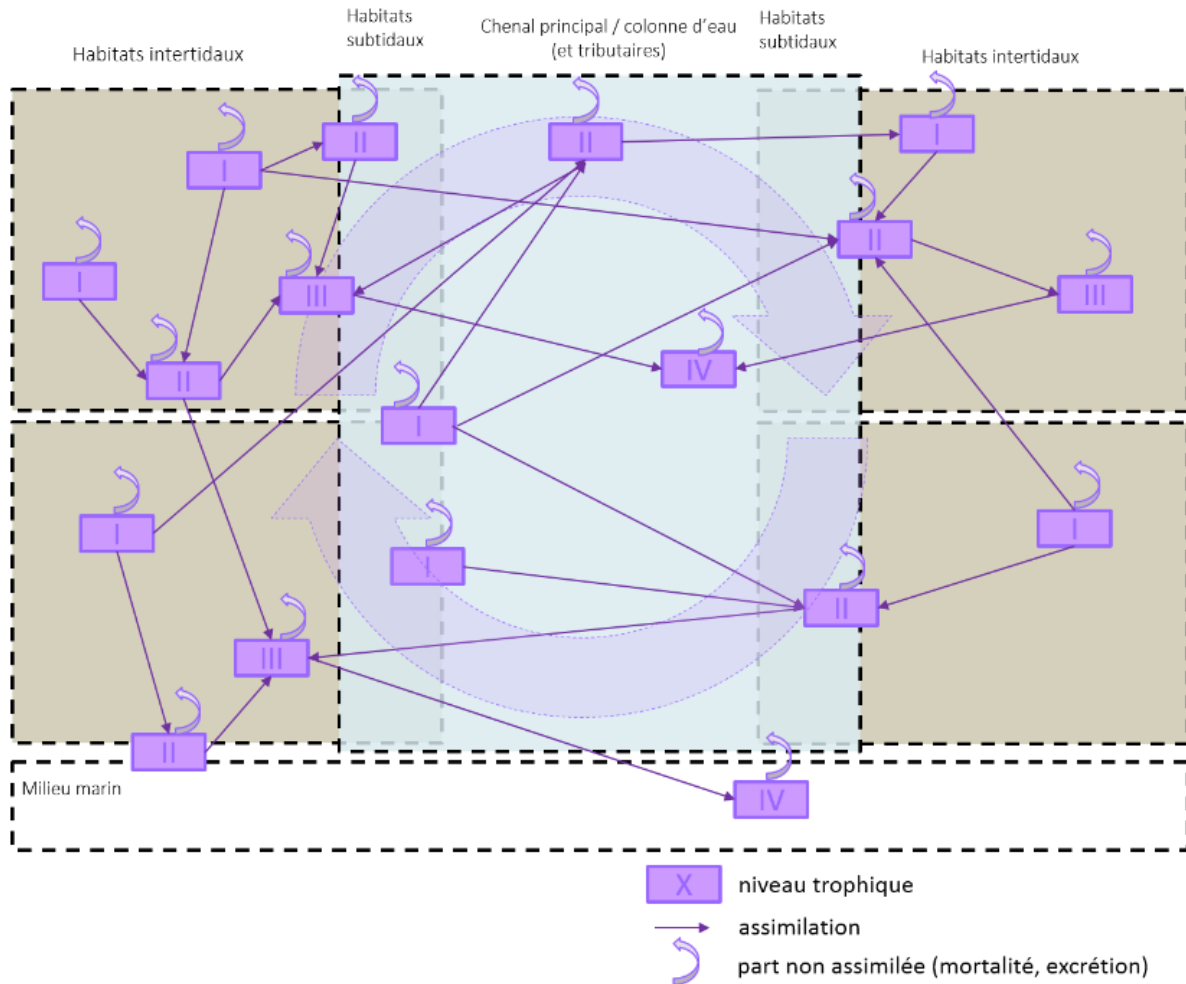 Habitats intertidaux
Habitats
subtidaux
Chenal principal / colonne d'eau
(et tributaires)
Habitats
subtidaux
Habitats intertidaux
I
II
II
I
I
III
II
III
II
IV
I
I
I
I
II
III
II
Milieu marin
IV
X niveau trophique
assimilation
part non assimilée (mortalité, excrétion)